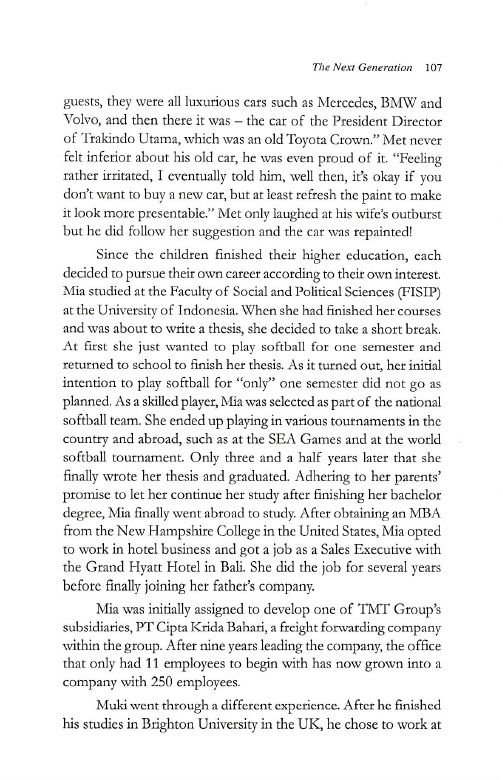 The Next Generation 107
guests, they were all luxurious cars such as Mercedes, BMW and
Volvo, and then there it was – the car of the President Director
of Trakindo Utama, which was an old Toyota Crown.” Met never
felt inferior about his old car, he was even proud of it. “Feeling
rather irritated, I eventually told him, well then, it’s okay if you
don’t want to buy a new car, but at least refresh the paint to make
it look more presentable.” Met only laughed at his wife’s outburst
but he did follow her suggestion and the car was repainted!
Since the children finished their higher education, each
decided to pursue their own career according to their own interest.
Mia studied at the Faculty of Social and Political Sciences (FISIP)
at the University of Indonesia. When she had finished her courses
and was about to write a thesis, she decided to take a short break.
At first she just wanted to play softball for one semester and
returned to school to finish her thesis. As it turned out, her initial
intention to play softball for “only” one semester did not go as
planned. As a skilled player, Mia was selected as part of the national
softball team. She ended up playing in various tournaments in the
country and abroad, such as at the SEA Games and at the world
softball tournament. Only three and a half years later that she
finally wrote her thesis and graduated. Adhering to her parents’
promise to let her continue her study after finishing her bachelor
degree, Mia finally went abroad to study. After obtaining an MBA
from the New Hampshire College in the United States, Mia opted
to work in hotel business and got a job as a Sales Executive with
the Grand Hyatt Hotel in Bali. She did the job for several years
before finally joining her father’s company.
Mia was initially assigned to develop one of TMT Group’s
subsidiaries, PT Cipta Krida Bahari, a freight forwarding company
within the group. After nine years leading the company, the office
that only had 11 employees to begin with has now grown into a
company with 250 employees.
Muki went through a different experience. After he finished
his studies in Brighton University in the UK, he chose to work at